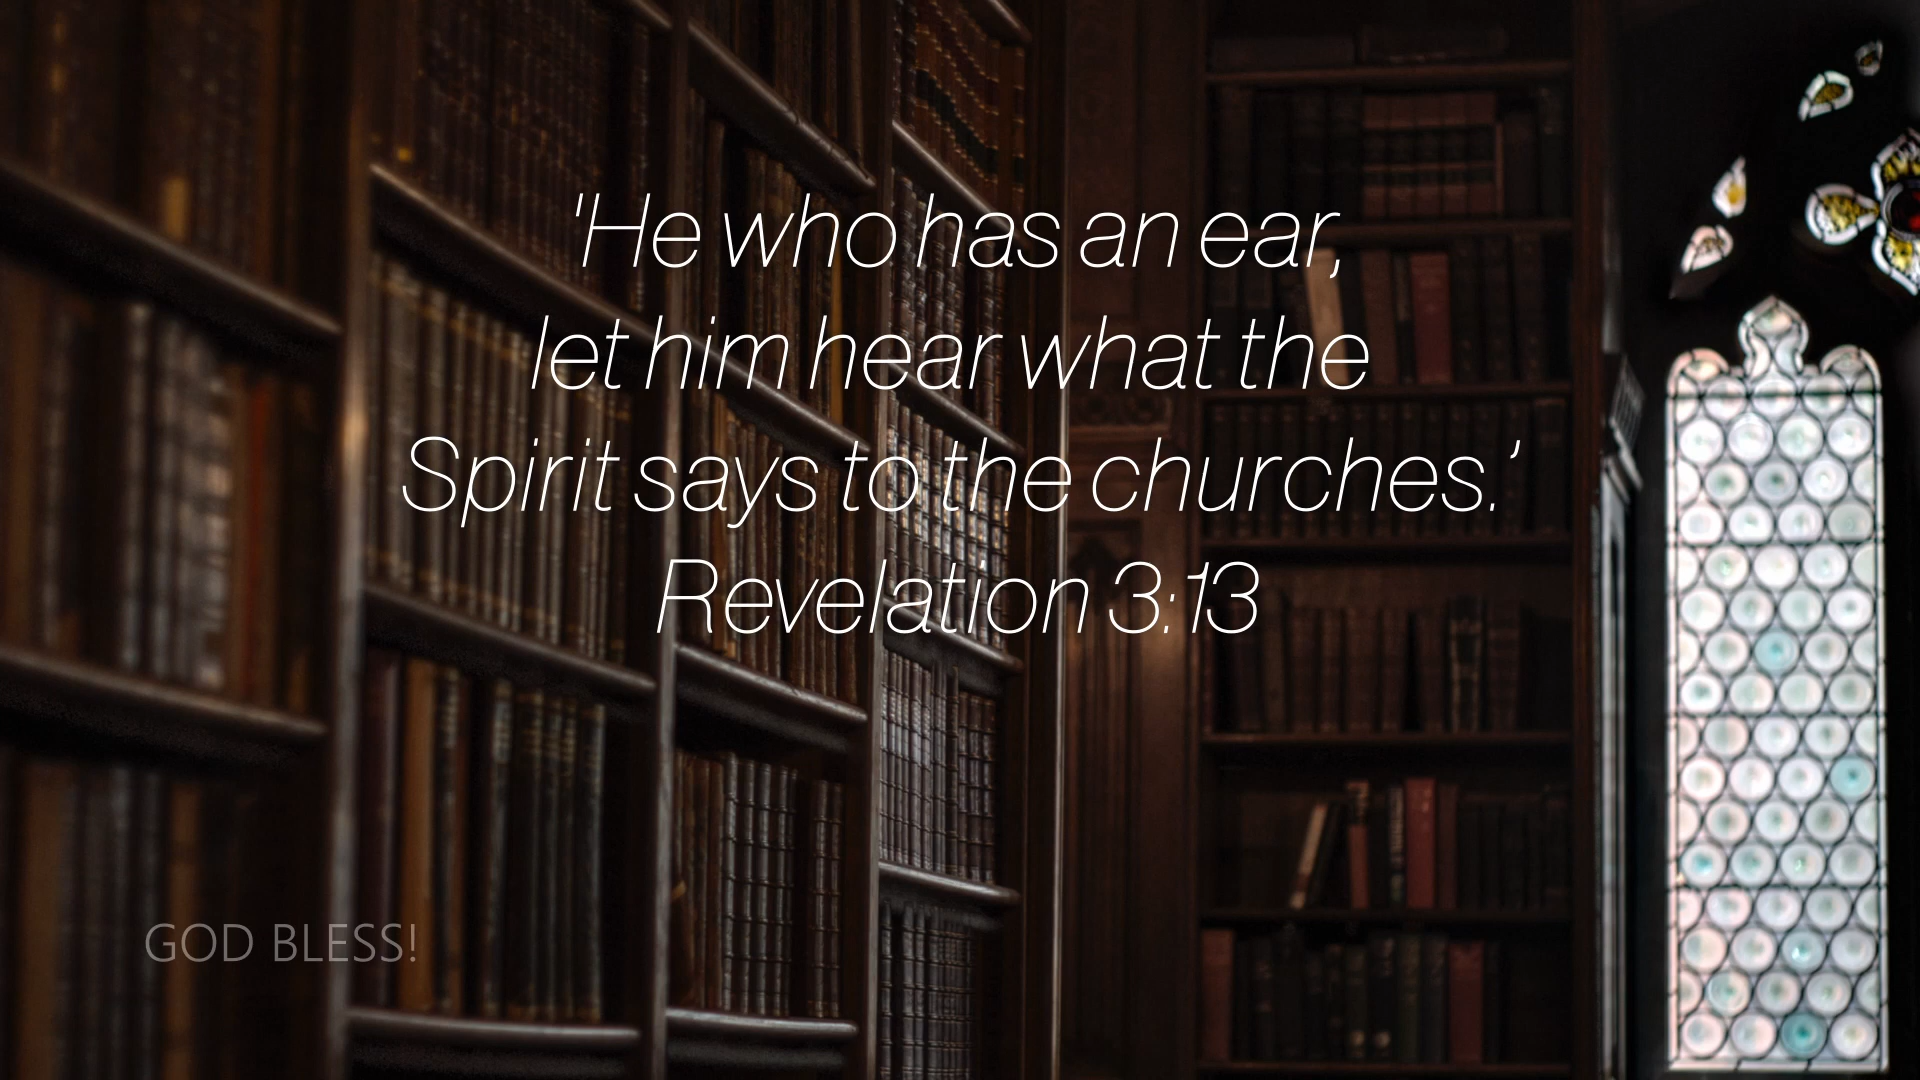 'He who has an ear,
let him hear what the
Spirit says to the churches.’
Revelation 3:13
GOD BLESS!